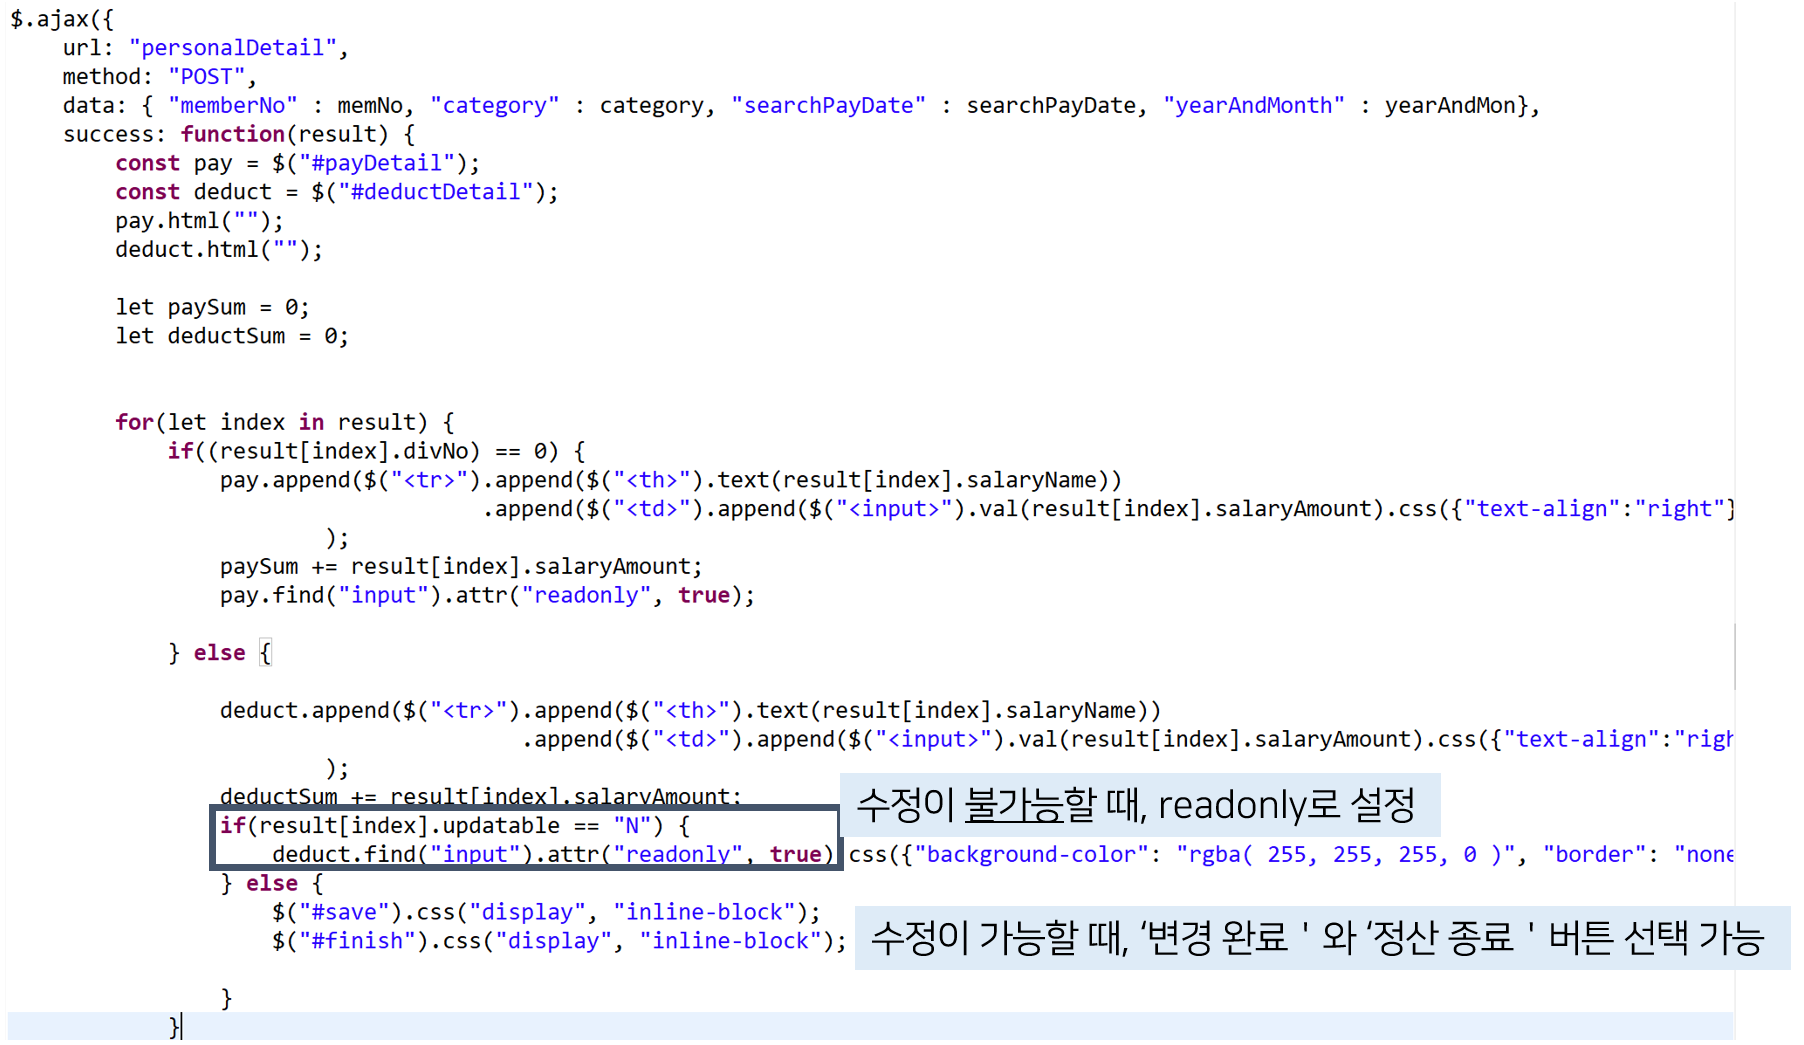 $.ajax({
    url: "personalDetail",
    method: "POST",
    data: { "memberNo" : memNo, "category" : category, "searchPayDate" : searchPayDate, "yearAndMonth" : yearAndMon},
    success: function(result) {
        const pay = $("#payDetail");
        const deduct = $("#deductDetail");
        pay.html("");
        deduct.html("");
        let paySum = 0;
        let deductSum = 0;
        for(let index in result) {
            if((result[index].divNo) == 0) {
                pay.append($("<tr>").append($("<th>").text(result[index].salaryName))
                                    .append($("<td>").append($("<input>").val(result[index].salaryAmount).css({"text-align":"right"}
                        );
                paySum += result[index].salaryAmount;
                pay.find("input").attr("readonly", true);
            } else {
                deduct.append($("<tr>").append($("<th>").text(result[index].salaryName))
                                       .append($("<td>").append($("<input>").val(result[index].salaryAmount).css({"text-align":"righ
                        );
                deductSum += result[index].salaryAmount;
수정이 불가능할 때, readonly로 설정
                if(result[index].updatable == "N") {
                    deduct.find("input").attr("readonly", true) css({"background-color": "rgba( 255, 255, 255, 0 )", "border": "none
                } else {
                    $("#save").css("display", "inline-block");
                    $("#finish").css("display", "inline-block");
수정이 가능할 때, ‘변경 완료 ' 와 ‘정산 종료 ' 버튼 선택 가능
                }
            }